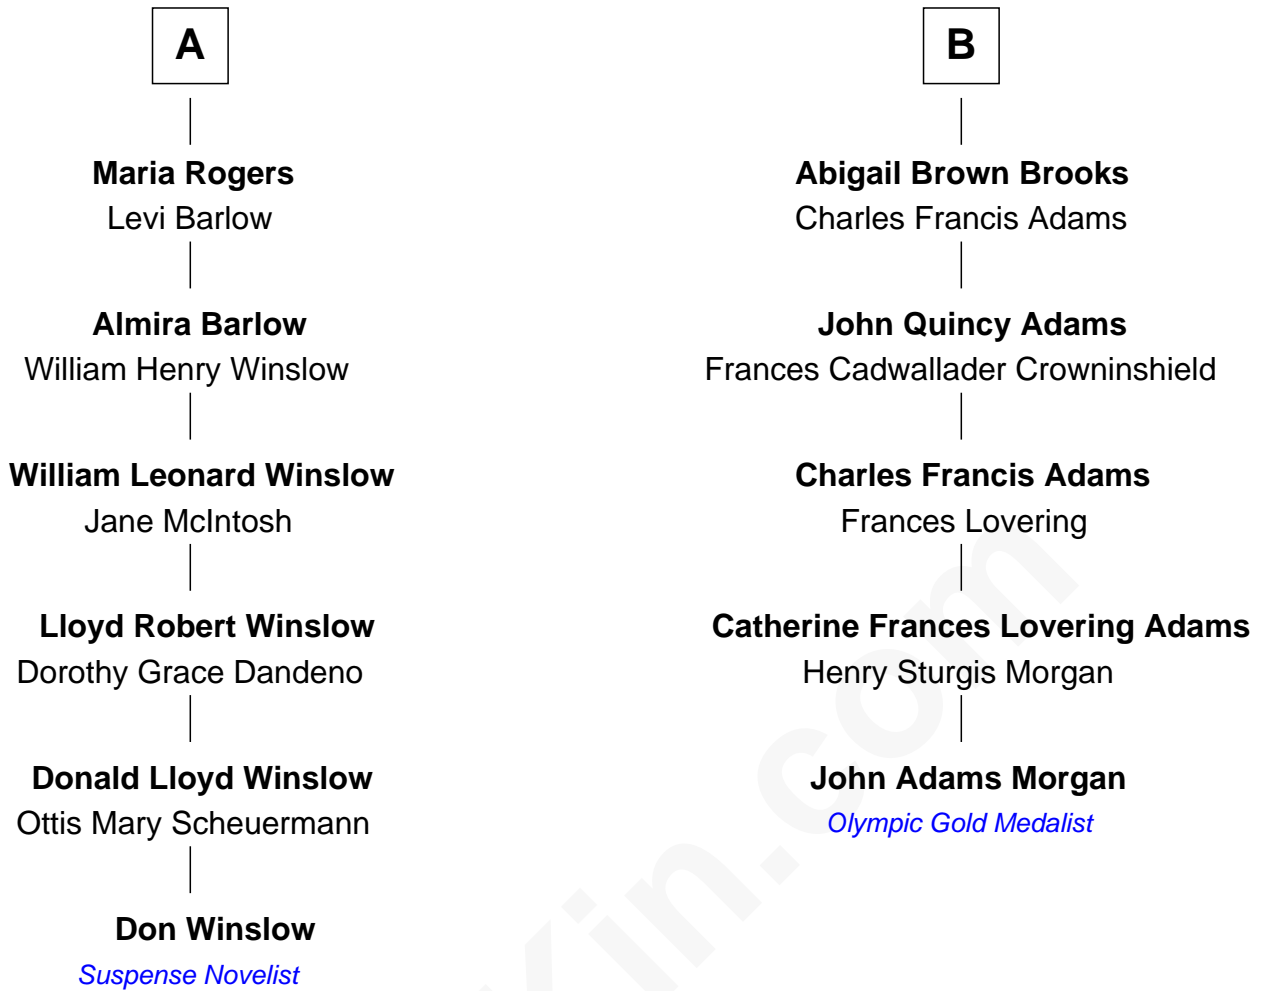 A
Maria Rogers
Levi Barlow
Almira Barlow
William Henry Winslow
William Leonard Winslow
Jane McIntosh
Lloyd Robert Winslow
Dorothy Grace Dandeno
Donald Lloyd Winslow
Ottis Mary Scheuermann
Don Winslow
Suspense Novelist
B
Abigail Brown Brooks
Charles Francis Adams
John Quincy Adams
Frances Cadwallader Crowninshield
Charles Francis Adams
Frances Lovering
Catherine Frances Lovering Adams
Henry Sturgis Morgan
John Adams Morgan
Olympic Gold Medalist
kin.com